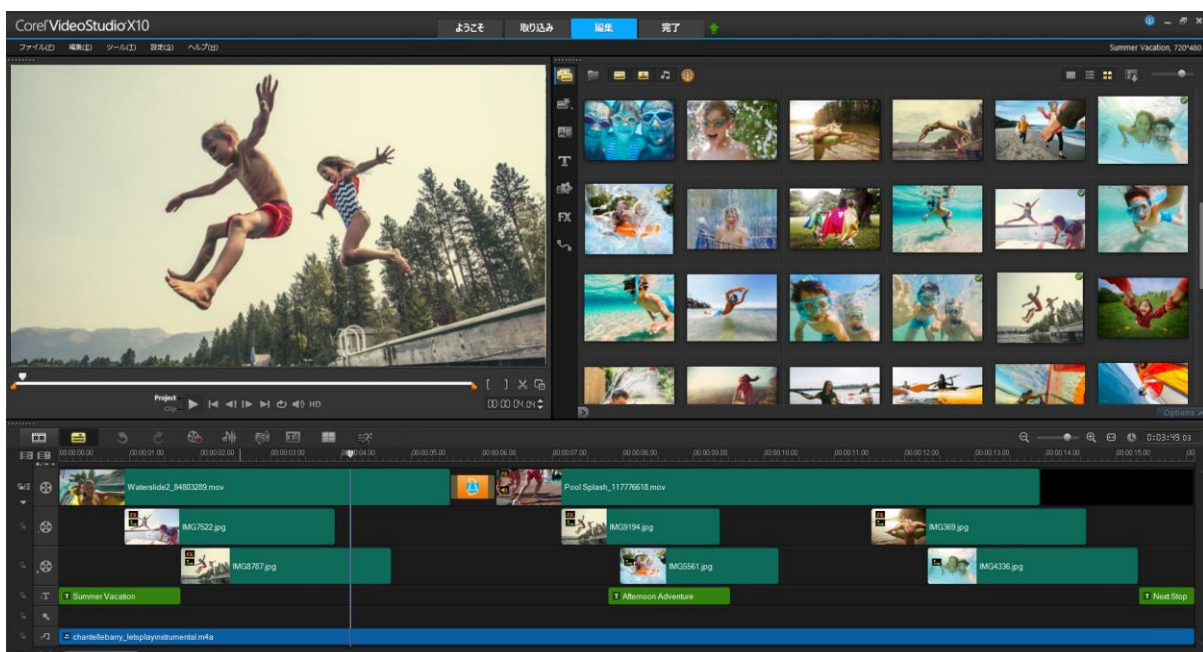 Corel VideoStudio X10
ようこそ
取り込み
編集
完了
ファイル(F) 編集(E) ツール(T) 設定(S) ヘルプ(H)
Summer Vacation, 720*480
Project
Clip
HD
00:00:04.04
Options
0:03:49.03
00:00:00.00 00:00:01.00 00:00:02.00 00:00:03.00 00:00:04.00 00:00:05.00 00:00:06.00 00:00:07.00 00:00:08.00 00:00:09.00 00:00:10.00 00:00:11.00 00:00:12.00 00:00:13.00 00:00:14.00 00:00:15.00
Waterslide2_84803289.mov
Pool Splash_117776618.mov
IMG7522.jpg
IMG9194.jpg
IMG369.jpg
IMG8787.jpg
IMG5561.jpg
IMG4336.jpg
T Summer Vacation
T Afternoon Adventure
T Next Stop
chantellebarry_letsplayinstrumental.m4a